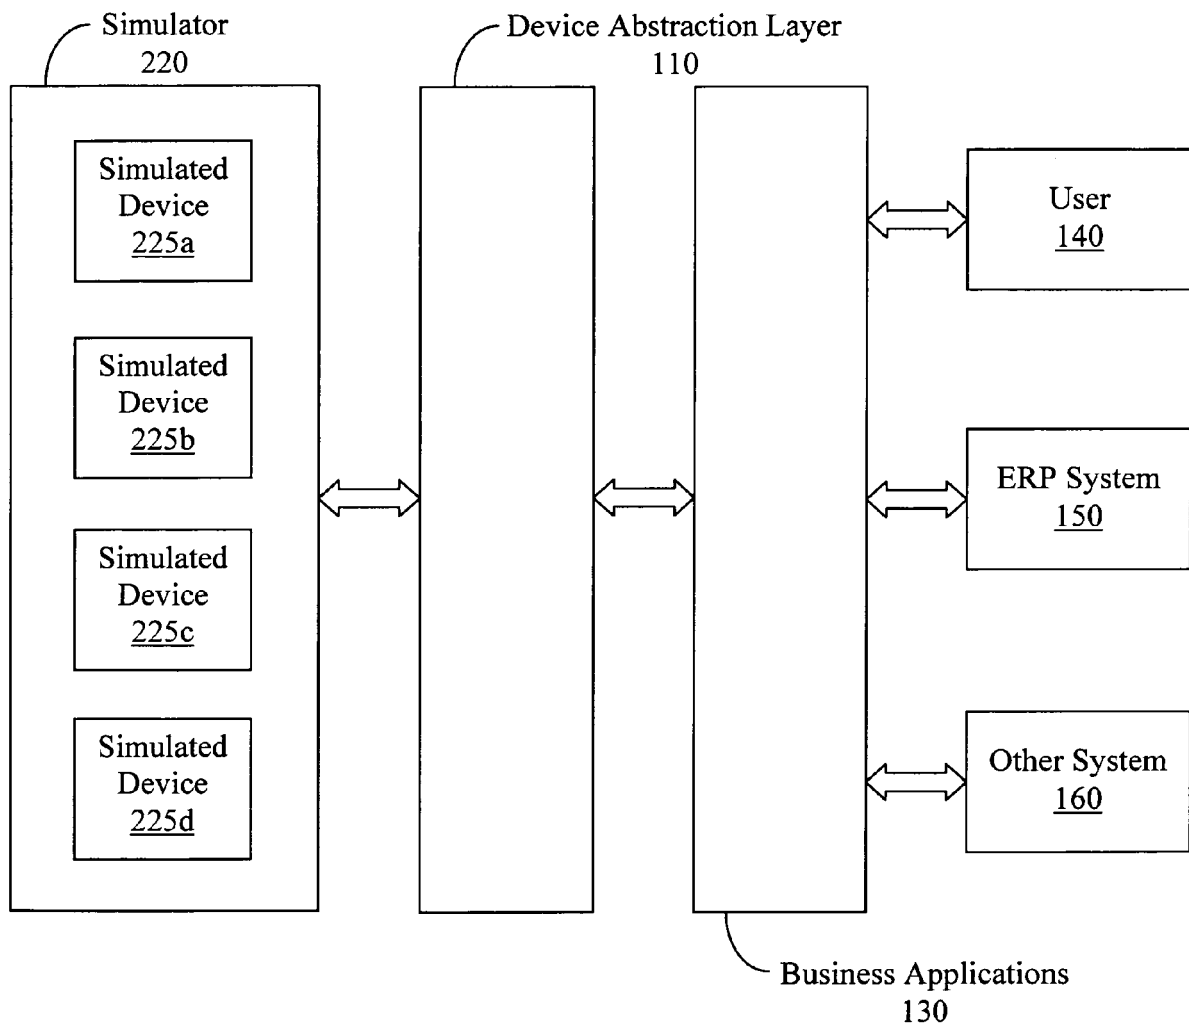 Simulator
220
Device Abstraction Layer
110
Simulated
Device
225a
Simulated
Device
225b
Simulated
Device
225c
Simulated
Device
225d
User
140
ERP System
150
Other System
160
Business Applications
130